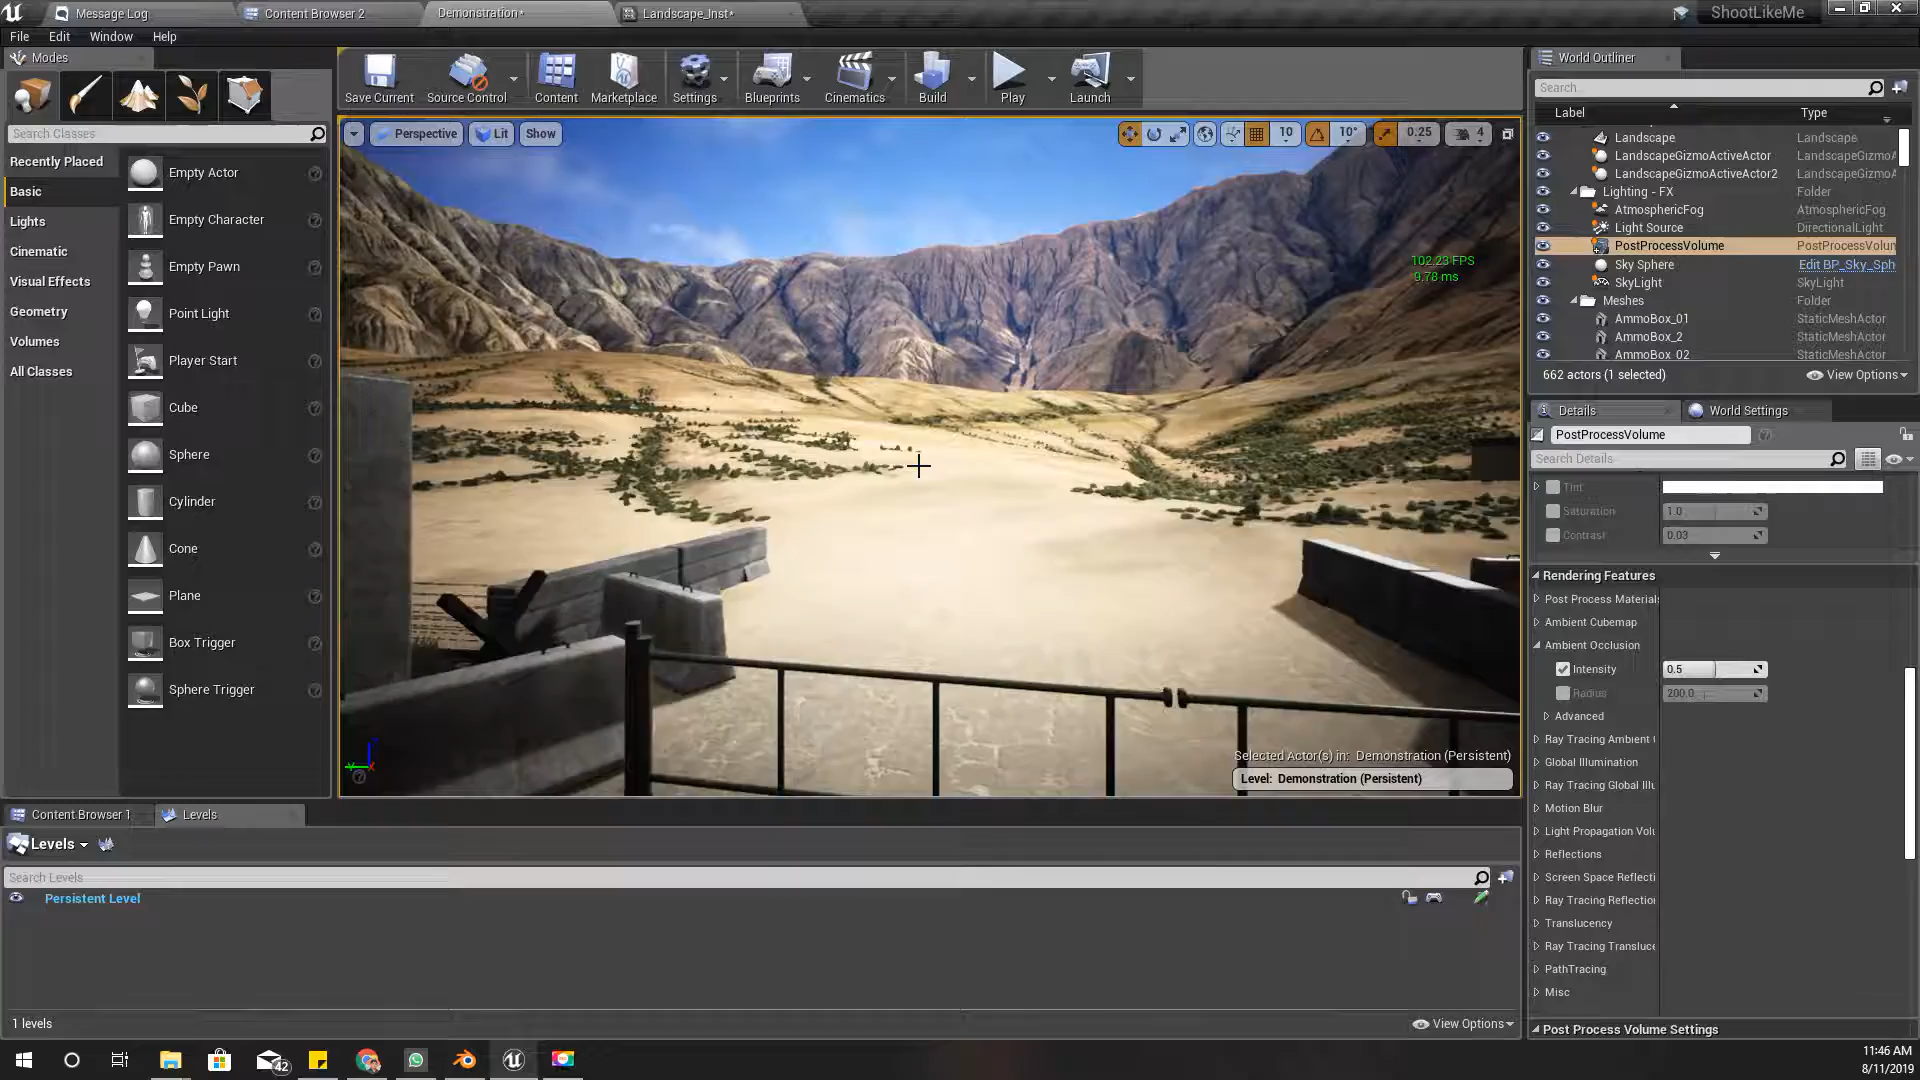 Message Log
Content Browser 2
Demonstration*
Landscape_Inst*
ShootLikeMe
File
Edit
Window
Help
Modes
Search Classes
Recently Placed
Basic
Lights
Cinematic
Visual Effects
Geometry
Volumes
All Classes
Empty Actor
Empty Character
Empty Pawn
Point Light
Player Start
Cube
Sphere
Cylinder
Cone
Plane
Box Trigger
Sphere Trigger
Save Current
Source Control
Content
Marketplace
Settings
Blueprints
Cinematics
Build
Play
Launch
Perspective
Lit
Show
10
10°
0.25
4
102.23 FPS
9.78 ms
Selected Actor(s) in: Demonstration (Persistent)
Level: Demonstration (Persistent)
World Outliner
Search...
Label
Type
Landscape
Landscape
LandscapeGizmoActiveActor
LandscapeGizmoA
LandscapeGizmoActiveActor2
LandscapeGizmoA
Lighting - FX
Folder
AtmosphericFog
AtmosphericFog
Light Source
DirectionalLight
PostProcessVolume
PostProcessVolun
Sky Sphere
Edit BP_Sky_Sph
SkyLight
SkyLight
Meshes
Folder
AmmoBox_01
StaticMeshActor
AmmoBox_2
StaticMeshActor
AmmoBox_02
StaticMeshActor
662 actors (1 selected)
View Options
Details
World Settings
PostProcessVolume
Search Details
Tint
Saturation
1.0
Contrast
0.03
Rendering Features
Post Process Material
Ambient Cubemap
Ambient Occlusion
Intensity
0.5
Radius
200.0
Advanced
Ray Tracing Ambient (
Global Illumination
Ray Tracing Global Illu
Motion Blur
Light Propagation Volu
Reflections
Screen Space Reflecti
Ray Tracing Reflection
Translucency
Ray Tracing Transluce
PathTracing
Misc
Post Process Volume Settings
Content Browser 1
Levels
Levels
Search Levels
Persistent Level
1 levels
View Options
42
11:46 AM
8/11/2019